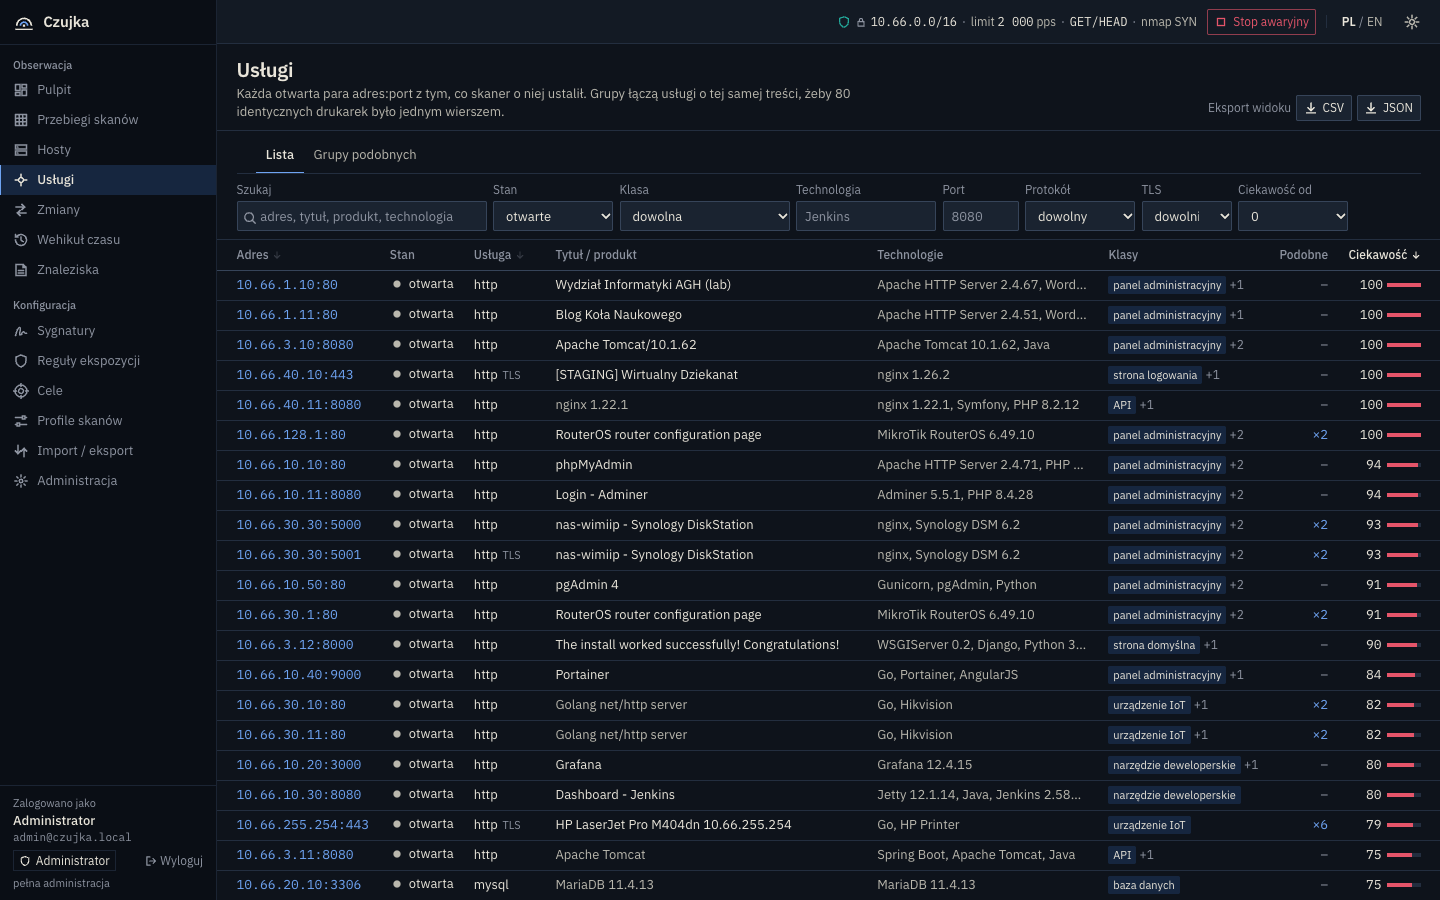 Czujka
10.66.0.0/16 · limit 2 000 pps · GET/HEAD · nmap SYN
Stop awaryjny
PL / EN
Obserwacja
Pulpit
Przebiegi skanów
Hosty
Usługi
Zmiany
Wehikuł czasu
Znaleziska
Konfiguracja
Sygnatury
Reguły ekspozycji
Cele
Profile skanów
Import / eksport
Administracja
Zalogowano jako
Administrator
admin@czujka.local
Administrator
Wyloguj
pełna administracja
Usługi
Każda otwarta para adres:port z tym, co skaner o niej ustalił. Grupy łączą usługi o tej samej treści, żeby 80
identycznych drukarek było jednym wierszem.
Eksport widoku CSV JSON
Lista Grupy podobnych
Szukaj Stan Klasa Technologia Port Protokół TLS Ciekawość od
adres, tytuł, produkt, technologia otwarte dowolna Jenkins 8080 dowolny dowolni 0
Adres ↓ Stan Usługa ↓ Tytuł / produkt Technologie Klasy Podobne Ciekawość ↓
10.66.1.10:80 otwarta http Wydział Informatyki AGH (lab) Apache HTTP Server 2.4.67, Word… panel administracyjny +1 – 100
10.66.1.11:80 otwarta http Blog Koła Naukowego Apache HTTP Server 2.4.51, Word… panel administracyjny +1 – 100
10.66.3.10:8080 otwarta http Apache Tomcat/10.1.62 Apache Tomcat 10.1.62, Java panel administracyjny +2 – 100
10.66.40.10:443 otwarta http TLS [STAGING] Wirtualny Dziekanat nginx 1.26.2 strona logowania +1 – 100
10.66.40.11:8080 otwarta http nginx 1.22.1 nginx 1.22.1, Symfony, PHP 8.2.12 API +1 – 100
10.66.128.1:80 otwarta http RouterOS router configuration page MikroTik RouterOS 6.49.10 panel administracyjny +2 ×2 100
10.66.10.10:80 otwarta http phpMyAdmin Apache HTTP Server 2.4.71, PHP … panel administracyjny +2 – 94
10.66.10.11:8080 otwarta http Login - Adminer Adminer 5.5.1, PHP 8.4.28 panel administracyjny +2 – 94
10.66.30.30:5000 otwarta http nas-wimiip - Synology DiskStation nginx, Synology DSM 6.2 panel administracyjny +2 ×2 93
10.66.30.30:5001 otwarta http TLS nas-wimiip - Synology DiskStation nginx, Synology DSM 6.2 panel administracyjny +2 ×2 93
10.66.10.50:80 otwarta http pgAdmin 4 Gunicorn, pgAdmin, Python panel administracyjny +2 – 91
10.66.30.1:80 otwarta http RouterOS router configuration page MikroTik RouterOS 6.49.10 panel administracyjny +2 ×2 91
10.66.3.12:8000 otwarta http The install worked successfully! Congratulations! WSGIServer 0.2, Django, Python 3… strona domyślna +1 – 90
10.66.10.40:9000 otwarta http Portainer Go, Portainer, AngularJS panel administracyjny +1 – 84
10.66.30.10:80 otwarta http Golang net/http server Go, Hikvision urządzenie IoT +1 ×2 82
10.66.30.11:80 otwarta http Golang net/http server Go, Hikvision urządzenie IoT +1 ×2 82
10.66.10.20:3000 otwarta http Grafana Grafana 12.4.15 narzędzie deweloperskie +1 – 80
10.66.10.30:8080 otwarta http Dashboard - Jenkins Jetty 12.1.14, Java, Jenkins 2.58… narzędzie deweloperskie – 80
10.66.255.254:443 otwarta http TLS HP LaserJet Pro M404dn 10.66.255.254 Go, HP Printer urządzenie IoT ×6 79
10.66.3.11:8080 otwarta http Apache Tomcat Spring Boot, Apache Tomcat, Java API +1 – 75
10.66.20.10:3306 otwarta mysql MariaDB 11.4.13 MariaDB 11.4.13 baza danych – 75